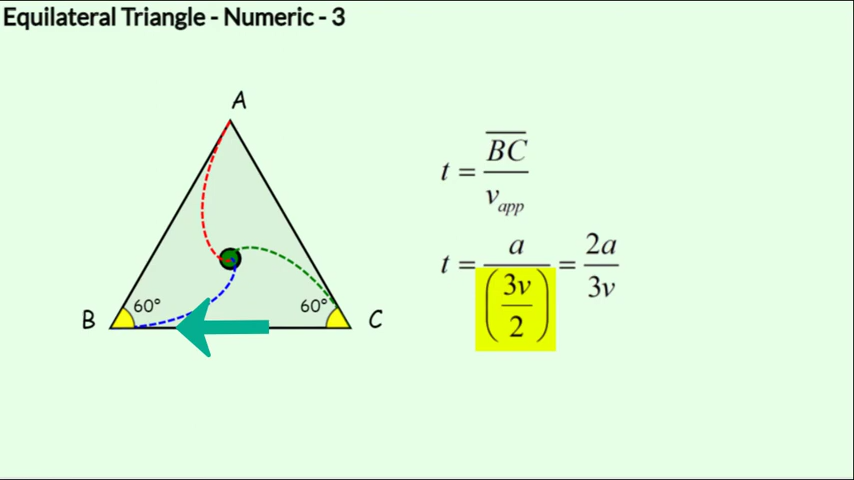 Equilateral Triangle - Numeric - 3
A
B
60°
60°
C
t = BC / v_app
t = a / (3v/2) = 2a / 3v